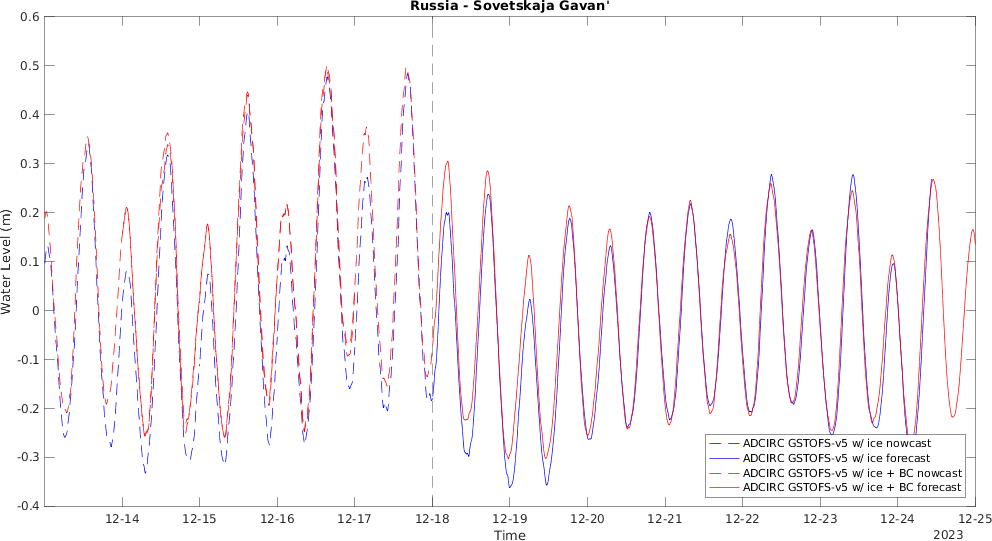 Russia - Sovetskaja Gavan'
Water Level (m)
0.6
0.5
0.4
0.3
0.2
0.1
0
-0.1
-0.2
-0.3
-0.4
ADCIRC GSTOFS-v5 w/ ice nowcast
ADCIRC GSTOFS-v5 w/ ice forecast
ADCIRC GSTOFS-v5 w/ ice + BC nowcast
ADCIRC GSTOFS-v5 w/ ice + BC forecast
12-14 12-15 12-16 12-17 12-18 12-19 12-20 12-21 12-22 12-23 12-24 12-25
Time
2023